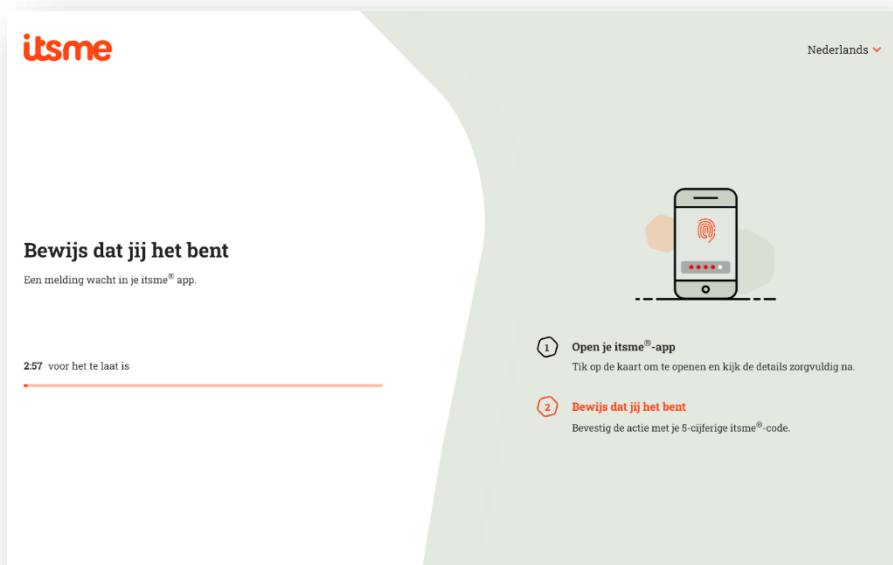 itsme
Nederlands
Bewijs dat jij het bent
Een melding wacht in je itsme® app.
2:57 voor het te laat is
1 Open je itsme®-app
Tik op de kaart om te openen en kijk de details zorgvuldig na.
2 Bewijs dat jij het bent
Bevestig de actie met je 5-cijferige itsme®-code.